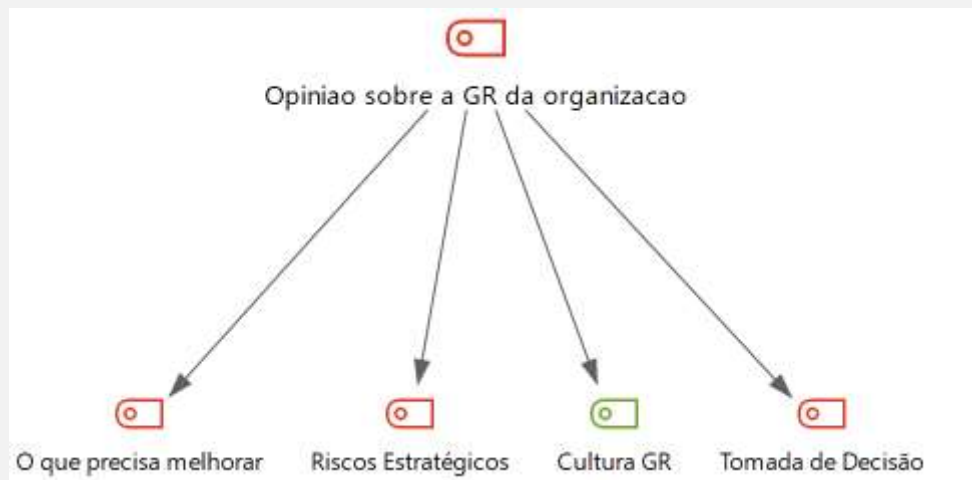 Opiniao sobre a GR da organizacao
O que precisa melhorar
Riscos Estratégicos
Cultura GR
Tomada de Decisão